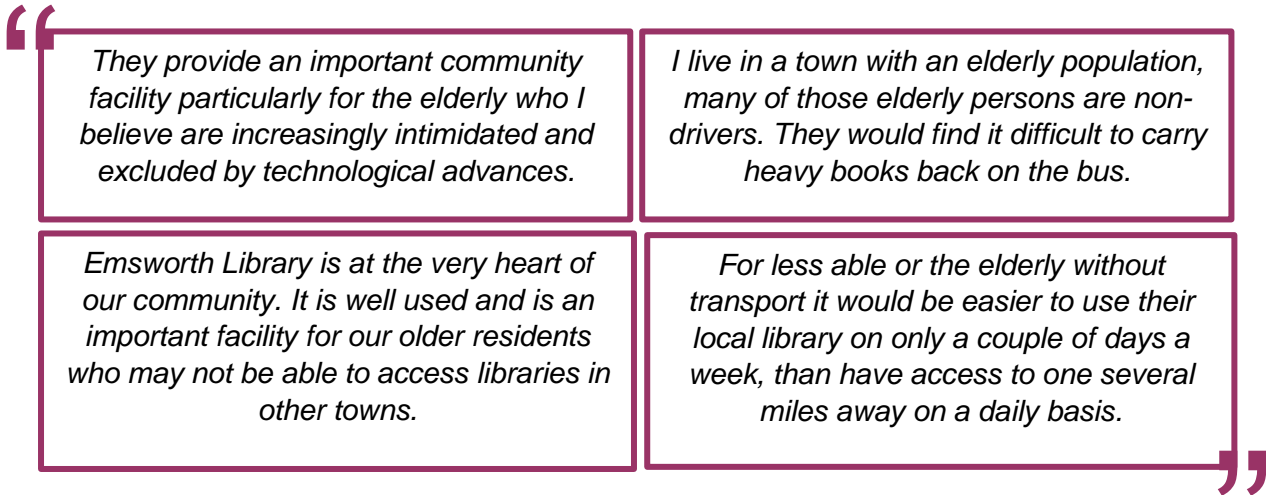 “
They provide an important community
facility particularly for the elderly who I
believe are increasingly intimidated and
excluded by technological advances.
I live in a town with an elderly population,
many of those elderly persons are non-
drivers. They would find it difficult to carry
heavy books back on the bus.
Emsworth Library is at the very heart of
our community. It is well used and is an
important facility for our older residents
who may not be able to access libraries in
other towns.
For less able or the elderly without
transport it would be easier to use their
local library on only a couple of days a
week, than have access to one several
miles away on a daily basis.
”